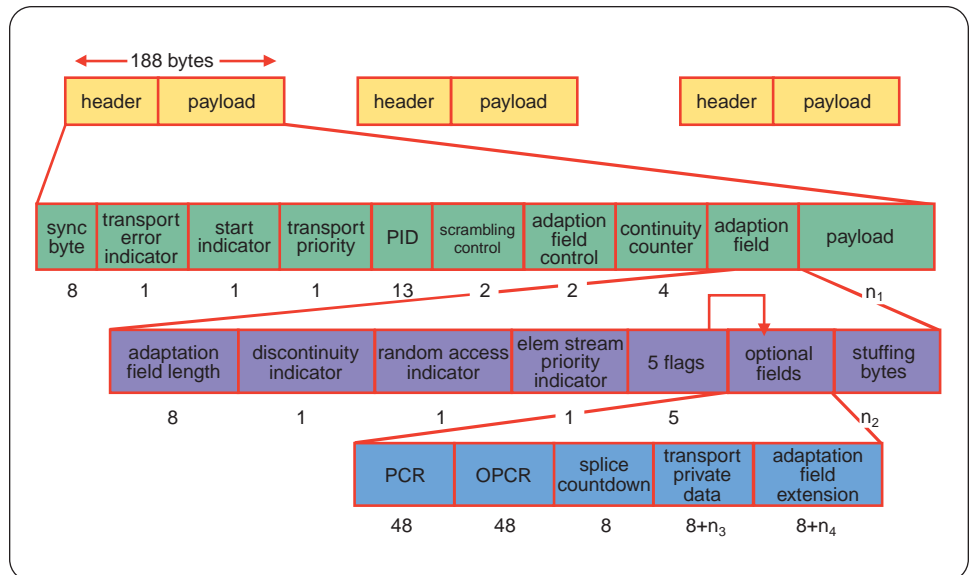 188 bytes
header payload header payload header payload
sync byte
transport error indicator
start indicator
transport priority
PID
scrambling control
adaption field control
continuity counter
adaption field
payload
8 1 1 1 13 2 2 4 n1
adaptation field length
discontinuity indicator
random access indicator
elem stream priority indicator
5 flags
optional fields
stuffing bytes
8 1 1 1 5 n2
PCR
OPCR
splice countdown
transport private data
adaptation field extension
48 48 8 8+n3 8+n4